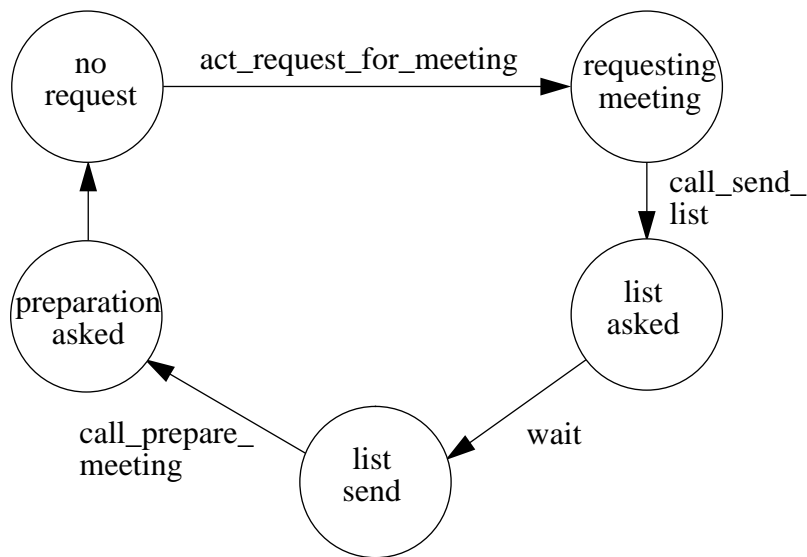 no
request
act_request_for_meeting
requesting
meeting
call_send_
list
preparation
asked
list
asked
call_prepare_
meeting
list
send
wait